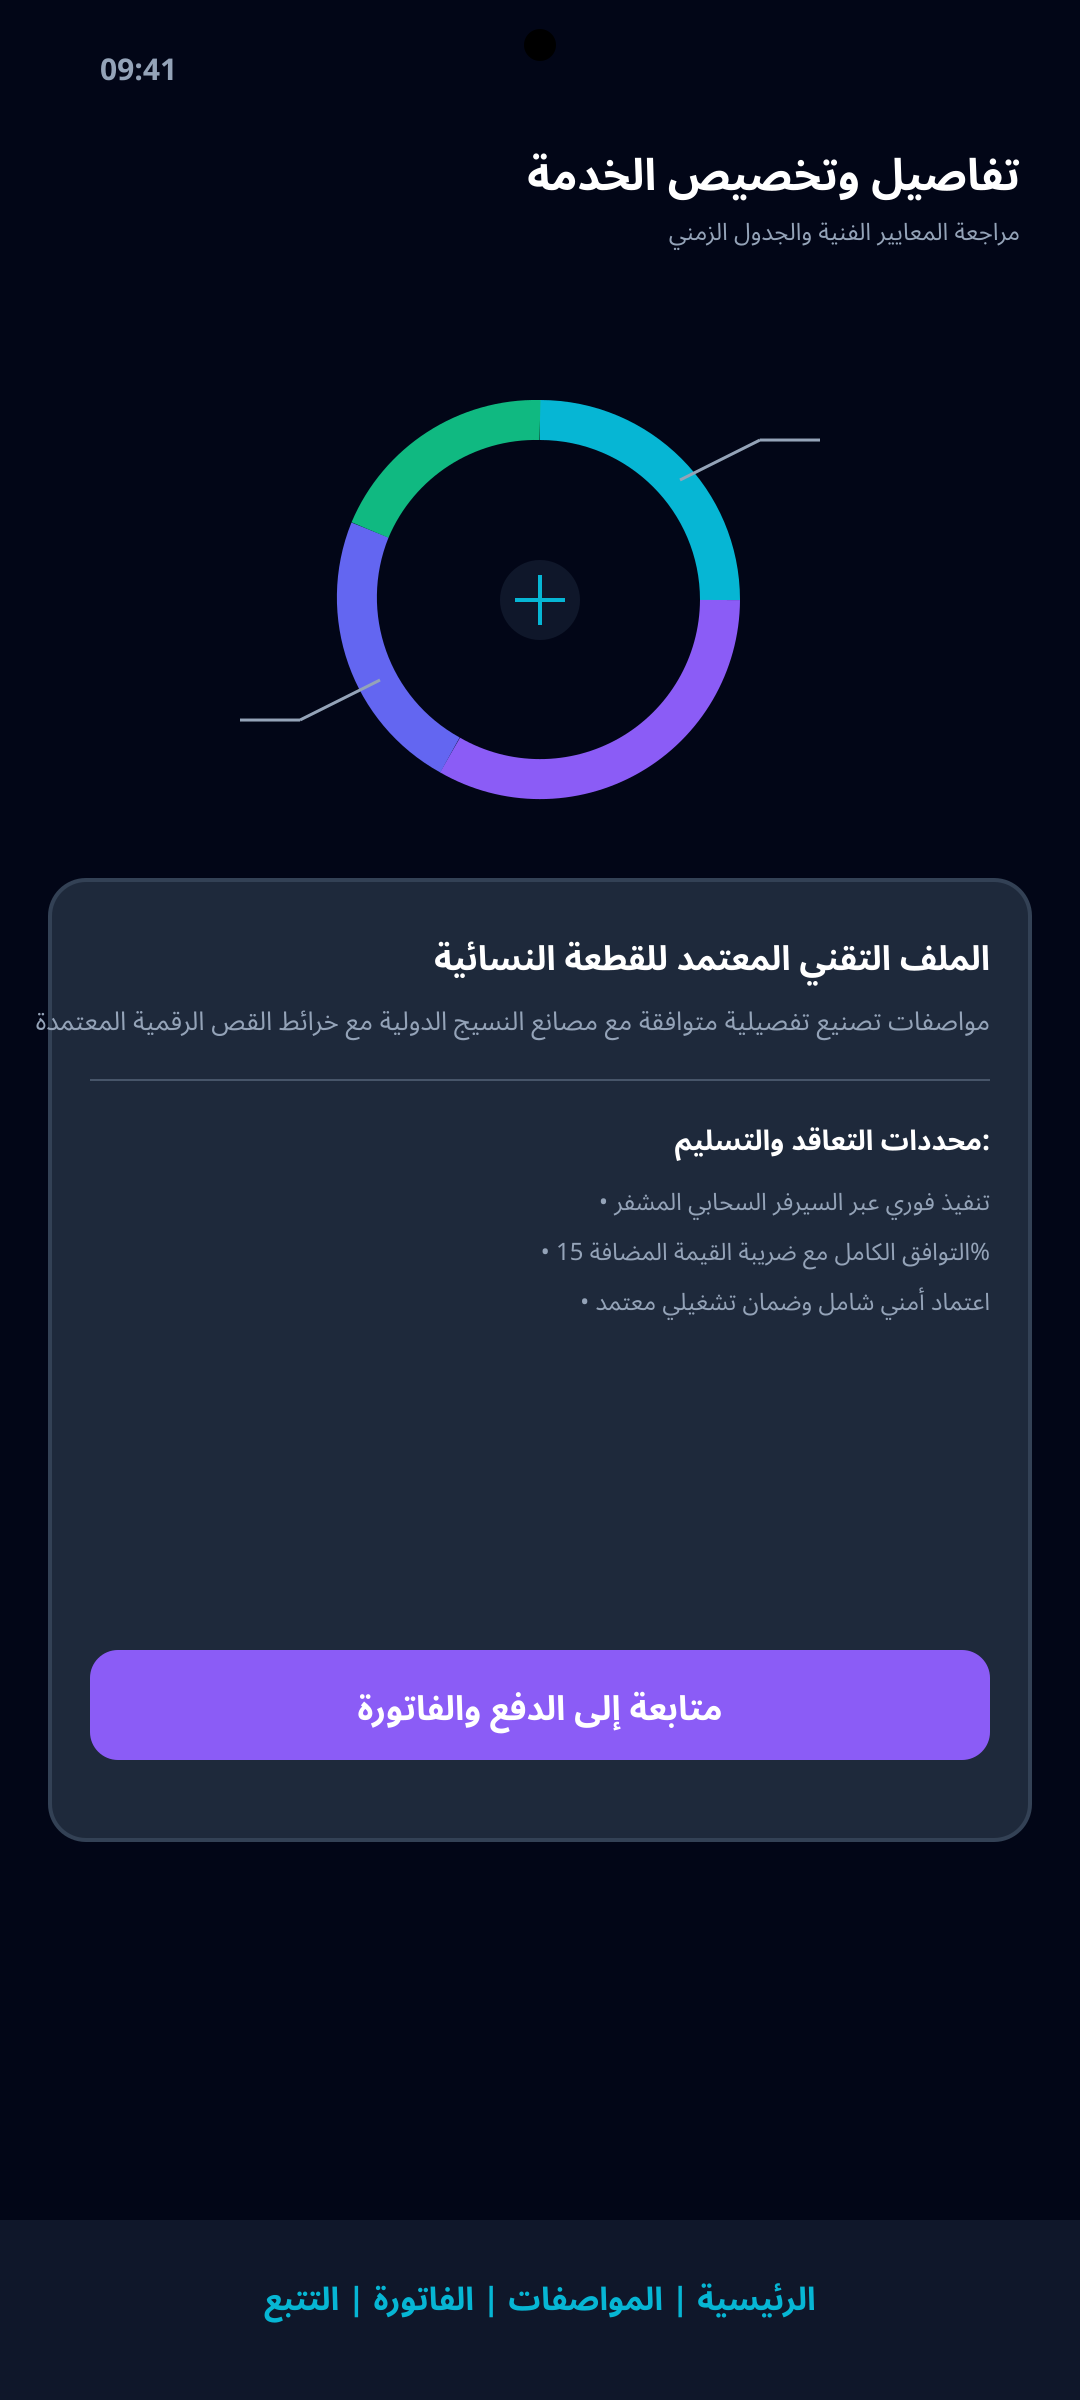 09:41
تفاصيل وتخصيص الخدمة
مراجعة المعايير الفنية والجدول الزمني
الملف التقني المعتمد للقطعة النسائية
مواصفات تصنيع تفصيلية متوافقة مع مصانع النسيج الدولية مع خرائط القص الرقمية المعتمدة
محددات التعاقد والتسليم:
• تنفيذ فوري عبر السيرفر السحابي المشفر
• التوافق الكامل مع ضريبة القيمة المضافة 15%
• اعتماد أمني شامل وضمان تشغيلي معتمد
متابعة إلى الدفع والفاتورة
الرئيسية | المواصفات | الفاتورة | التتبع